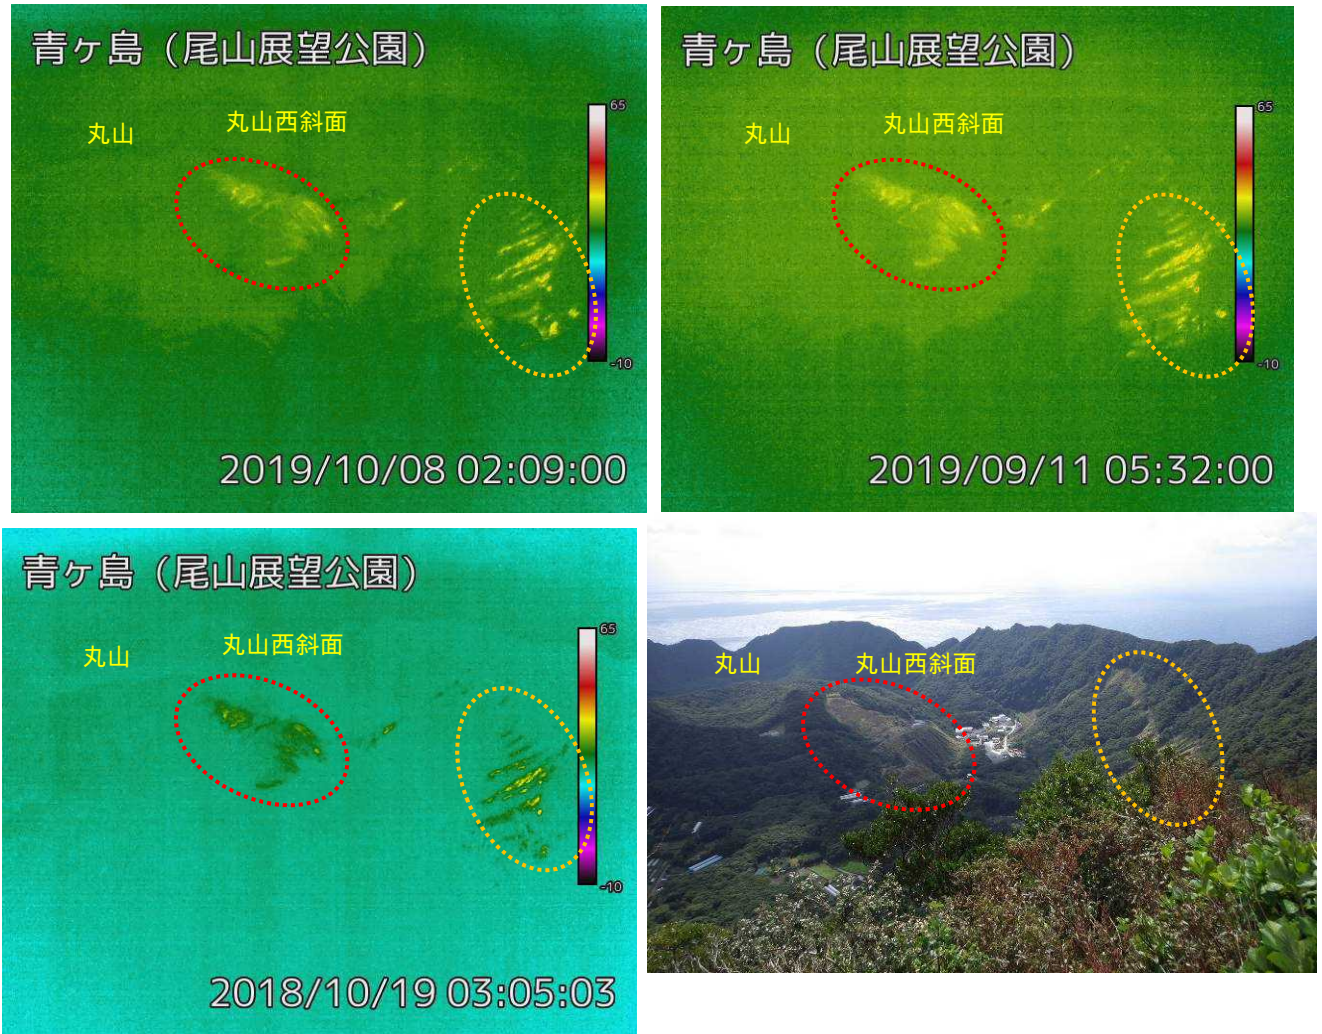 青ヶ島（尾山展望公園）
丸山
丸山西斜面
65
-10
2019/10/08 02:09:00
青ヶ島（尾山展望公園）
丸山
丸山西斜面
65
-10
2019/09/11 05:32:00
青ヶ島（尾山展望公園）
丸山
丸山西斜面
65
-10
2018/10/19 03:05:03
丸山
丸山西斜面